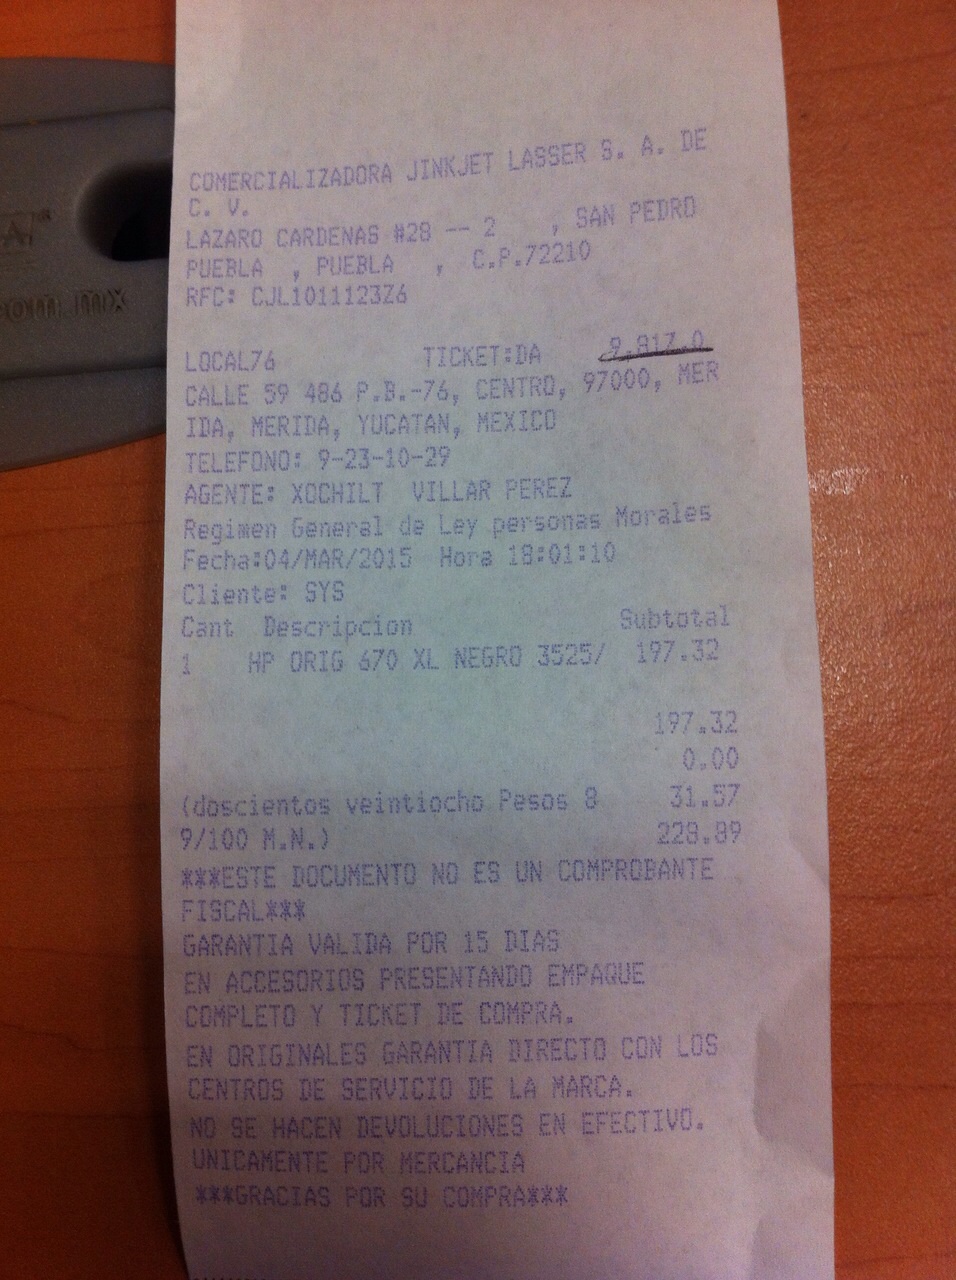 COMERCIALIZADORA JINKJET LASSER S. A. DE
C. V.
LAZARO CARDENAS #28 -- 2 , SAN PEDRO
PUEBLA , PUEBLA , C.P.72210
RFC: CJL1011123Z6
LOCAL76 TICKET:DA 9,817.0
CALLE 59 486 P.B.-76, CENTRO, 97000, MER
IDA, MERIDA, YUCATAN, MEXICO
TELEFONO: 9-23-10-29
AGENTE: XOCHILT VILLAR PEREZ
Regimen General de Ley personas Morales
Fecha:04/MAR/2015 Hora 18:01:10
Cliente: SYS
Cant Descripcion Subtotal
1 HP ORIG 670 XL NEGRO 3525/ 197.32
197.32
0.00
(doscientos veintiocho Pesos 8 31.57
9/100 M.N.) 228.89
***ESTE DOCUMENTO NO ES UN COMPROBANTE
FISCAL***
GARANTIA VALIDA POR 15 DIAS
EN ACCESORIOS PRESENTANDO EMPAQUE
COMPLETO Y TICKET DE COMPRA.
EN ORIGINALES GARANTIA DIRECTO CON LOS
CENTROS DE SERVICIO DE LA MARCA.
NO SE HACEN DEVOLUCIONES EN EFECTIVO.
UNICAMENTE POR MERCANCIA
***GRACIAS POR SU COMPRA***